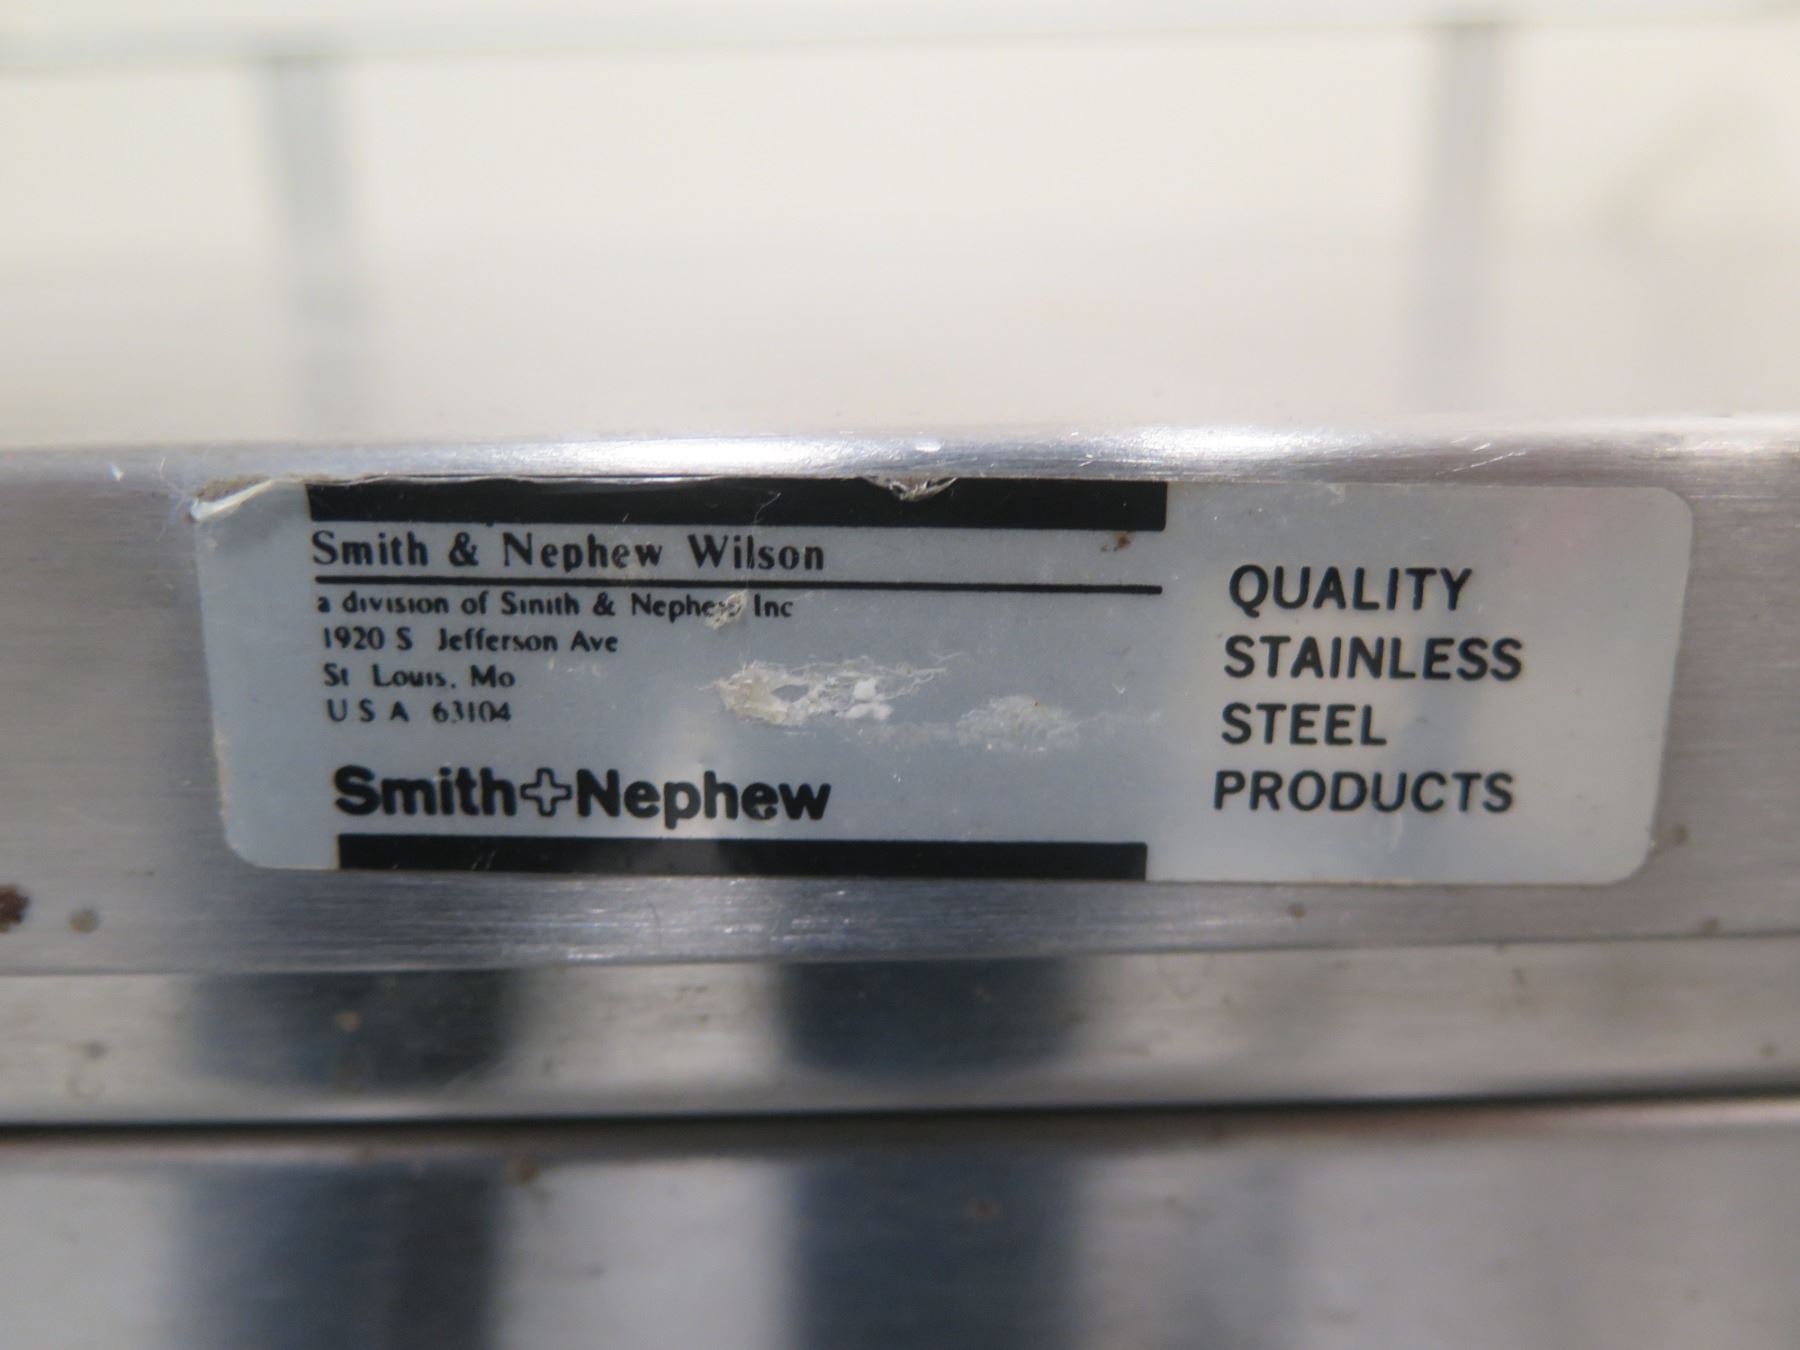 Smith & Nephew Wilson
a division of Smith & Nephew Inc
1920 S Jefferson Ave
St Louis, Mo
U S A 63104
Smith+Nephew
QUALITY
STAINLESS
STEEL
PRODUCTS